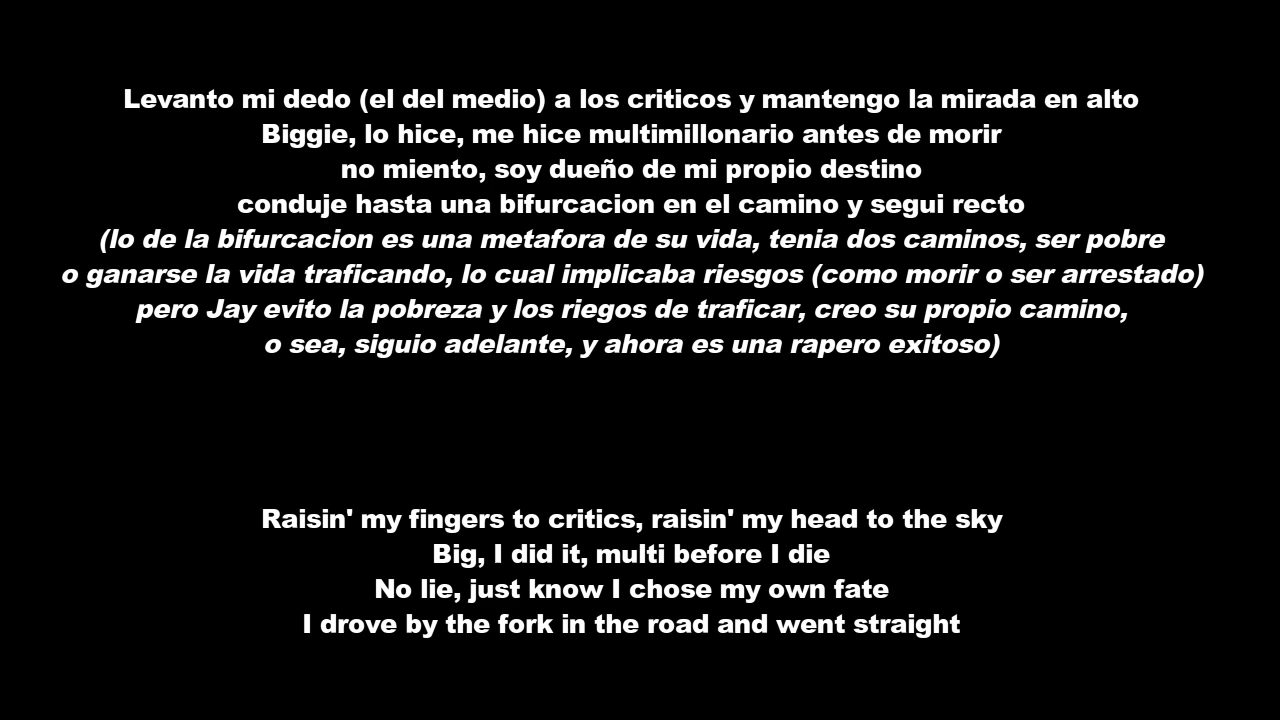 Levanto mi dedo (el del medio) a los criticos y mantengo la mirada en alto
Biggie, lo hice, me hice multimillonario antes de morir
no miento, soy dueño de mi propio destino
conduje hasta una bifurcacion en el camino y segui recto
(lo de la bifurcacion es una metafora de su vida, tenia dos caminos, ser pobre
o ganarse la vida traficando, lo cual implicaba riesgos (como morir o ser arrestado)
pero Jay evito la pobreza y los riegos de traficar, creo su propio camino,
o sea, siguio adelante, y ahora es una rapero exitoso)
Raisin' my fingers to critics, raisin' my head to the sky
Big, I did it, multi before I die
No lie, just know I chose my own fate
I drove by the fork in the road and went straight